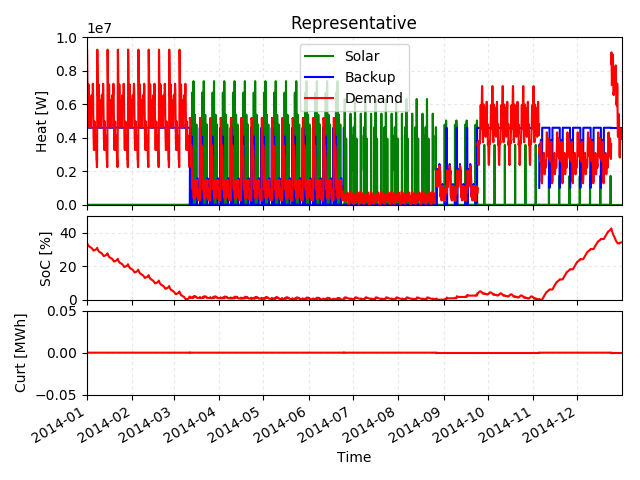 Representative
1e7
1.0
0.8
0.6
0.4
0.2
0.0
Heat [W]
Solar
Backup
Demand
40
20
0
SoC [%]
0.05
0.00
−0.05
Curt [MWh]
2014-01
2014-02
2014-03
2014-04
2014-05
2014-06
2014-07
2014-08
2014-09
2014-10
2014-11
2014-12
Time